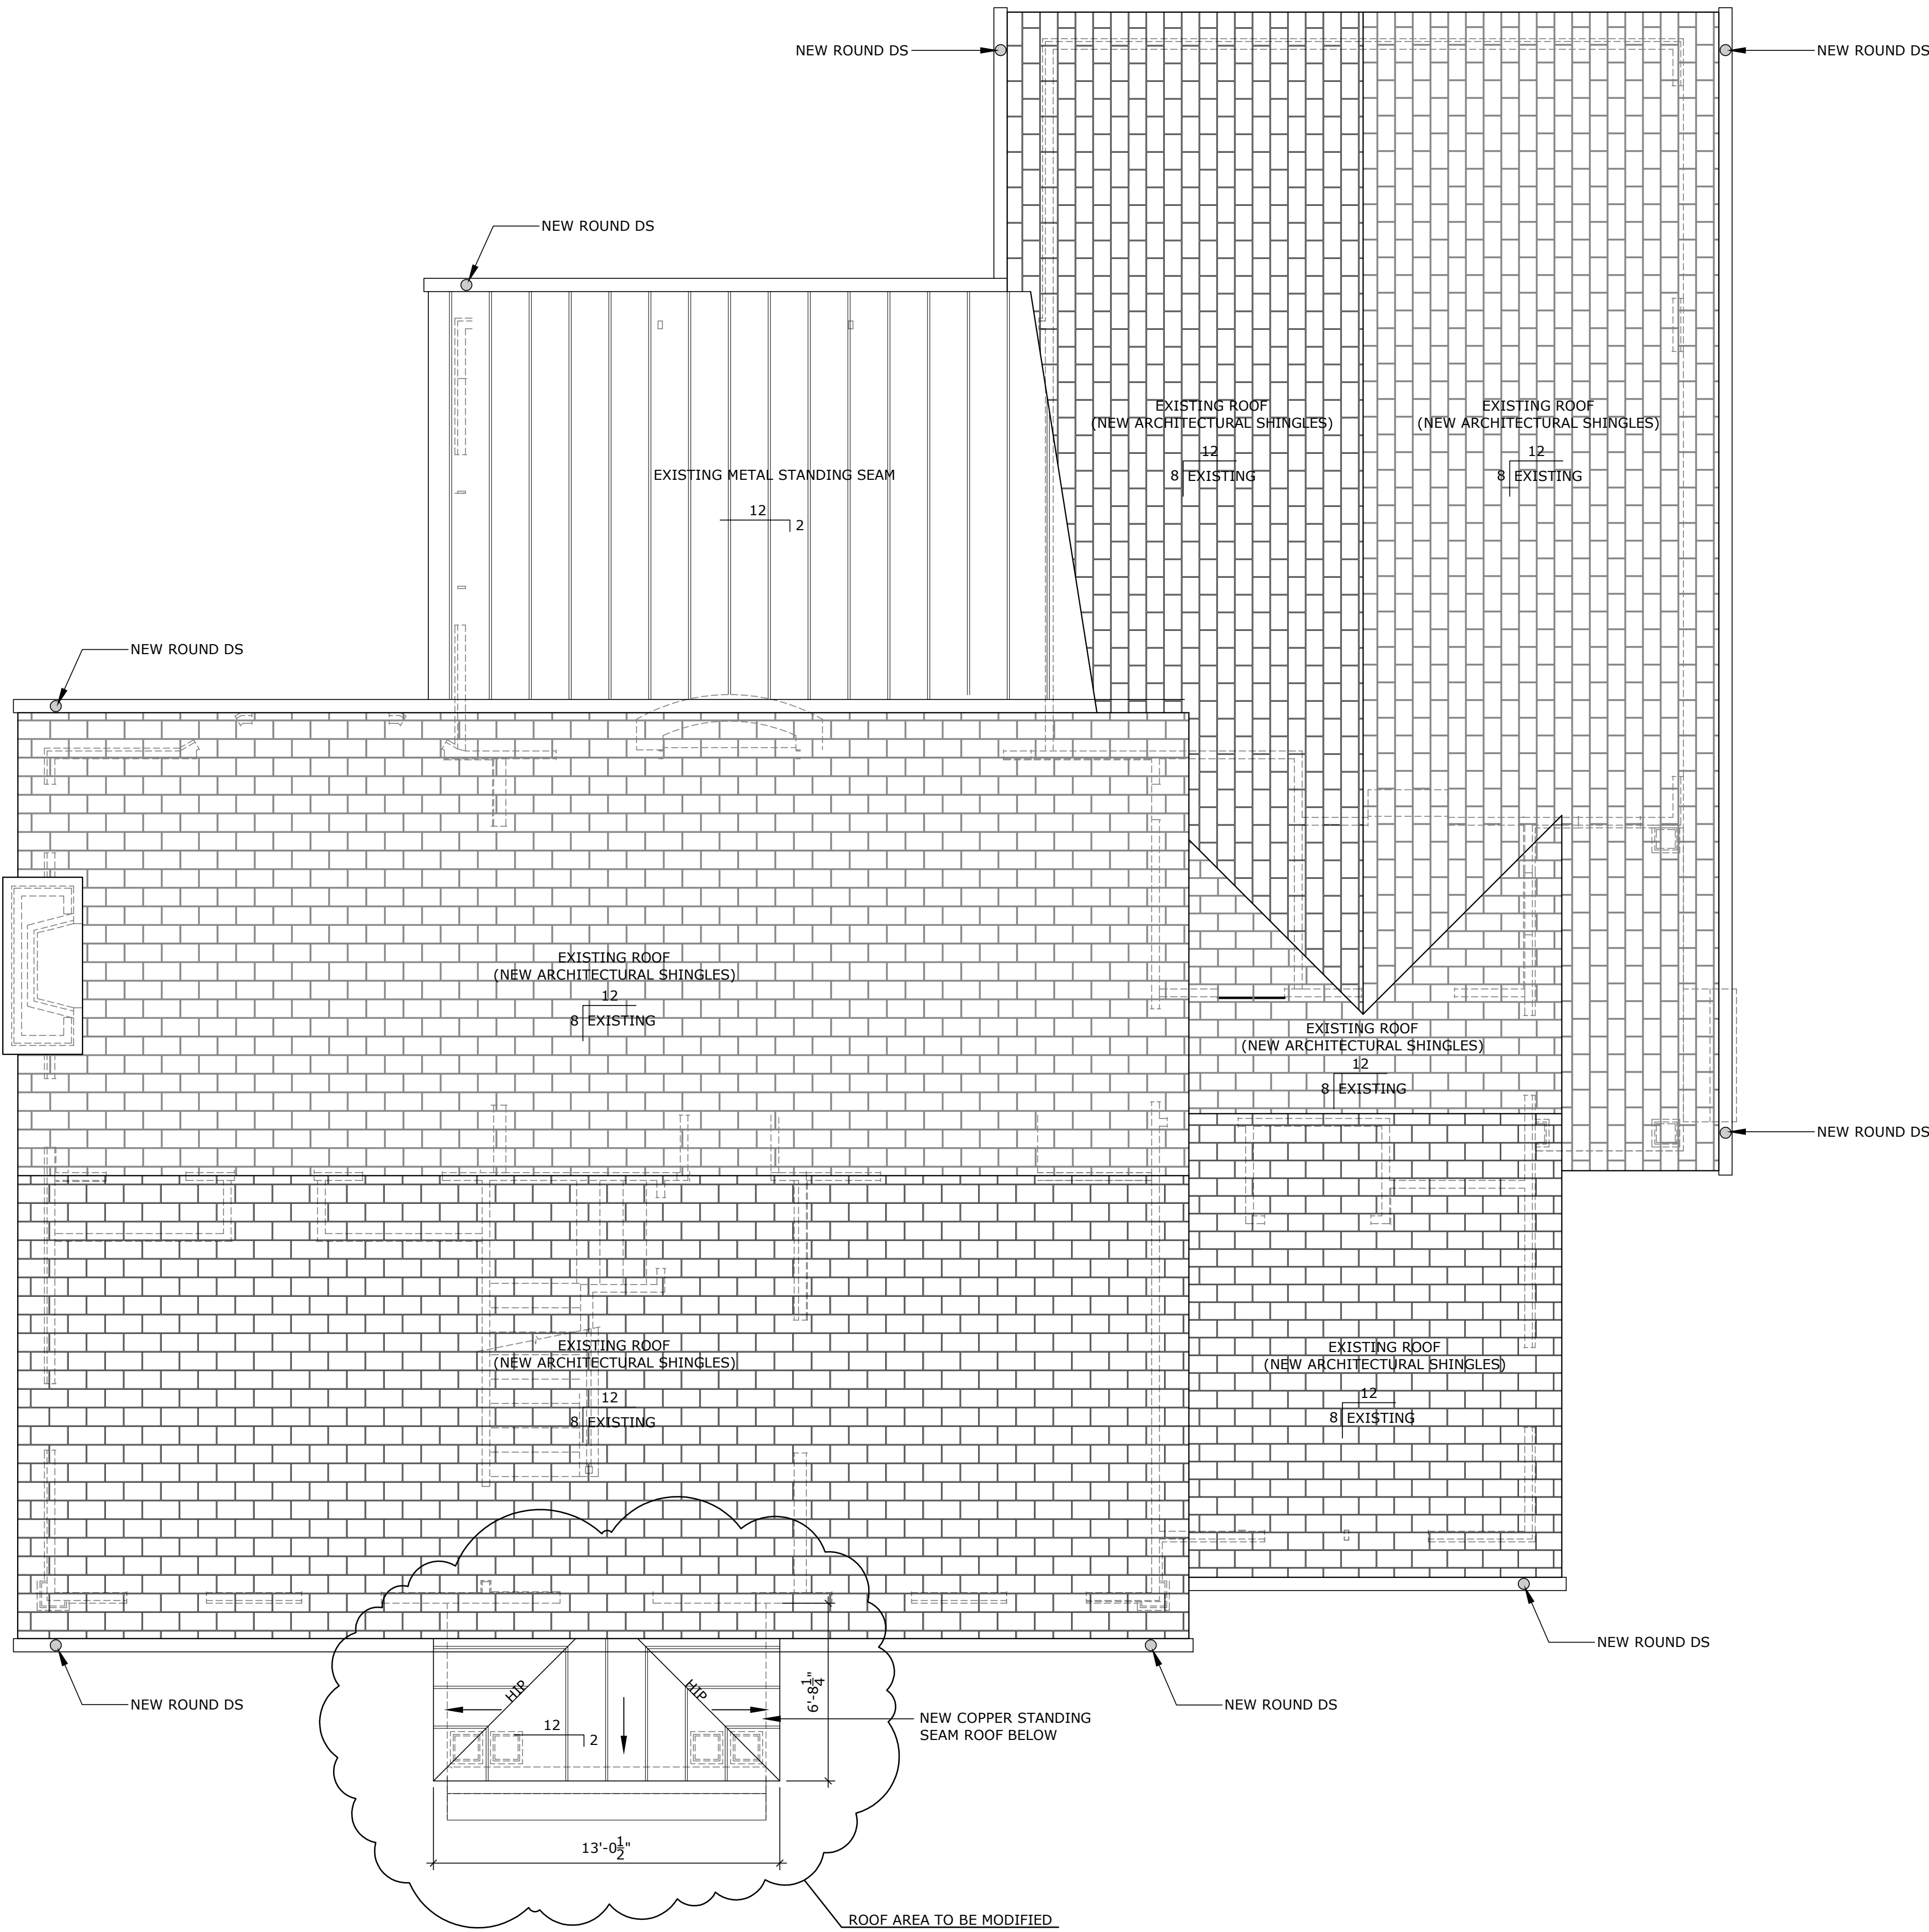 NEW ROUND DS
NEW ROUND DS
NEW ROUND DS
EXISTING ROOF
(NEW ARCHITECTURAL SHINGLES)
12
8 EXISTING
EXISTING ROOF
(NEW ARCHITECTURAL SHINGLES)
12
8 EXISTING
EXISTING METAL STANDING SEAM
12
2
NEW ROUND DS
EXISTING ROOF
(NEW ARCHITECTURAL SHINGLES)
12
8 EXISTING
EXISTING ROOF
(NEW ARCHITECTURAL SHINGLES)
12
8 EXISTING
NEW ROUND DS
EXISTING ROOF
(NEW ARCHITECTURAL SHINGLES)
12
8 EXISTING
EXISTING ROOF
(NEW ARCHITECTURAL SHINGLES)
12
8 EXISTING
NEW ROUND DS
NEW ROUND DS
NEW ROUND DS
HIP
HIP
6'-8 1/4"
12
2
NEW COPPER STANDING
SEAM ROOF BELOW
13'-0 1/2"
ROOF AREA TO BE MODIFIED